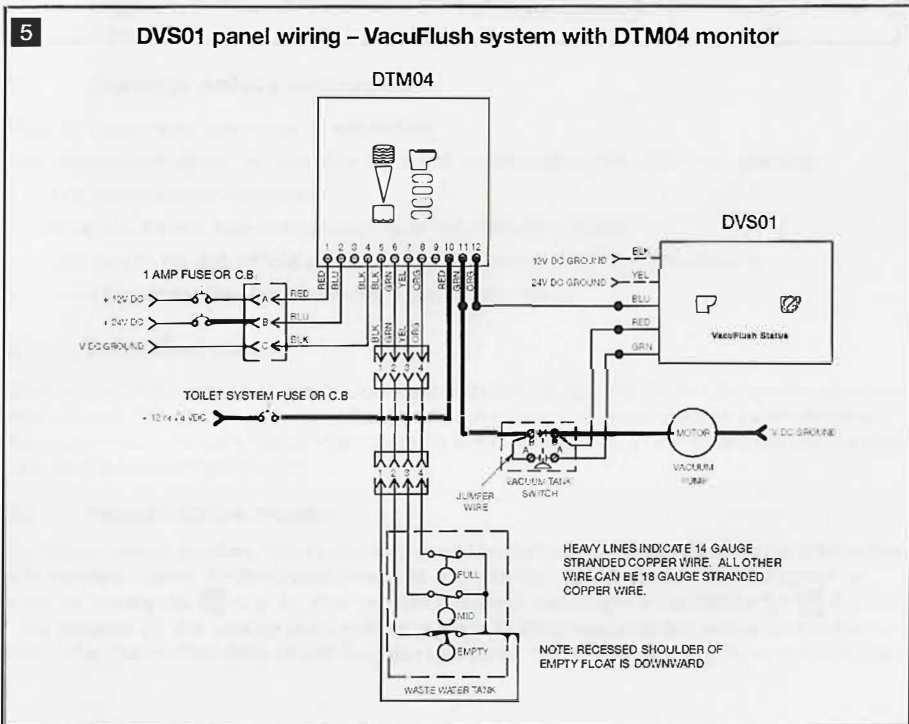 5
DVS01 panel wiring – VacuFlush system with DTM04 monitor
DTM04
1 2 3 4 5 6 7 8 9 10 11 12
RED
BLU
BLK
BLK
GRN
YEL
ORG
RED
GRN
ORG
DVS01
12V DC GROUND
BLK
24V DC GROUND
YEL
BLU
RED
GRN
VacuFlush Status
1 AMP FUSE OR C.B.
+ 12V DC
A
RED
+ 24V DC
B
BLU
V DC GROUND
C
BLK
BLK
GRN
YEL
ORG
1 2 3 4
TOILET SYSTEM FUSE OR C.B.
VDC
1 2 3 4
B B
A A
JUMPER
WIRE
VACUUM TANK
SWITCH
MOTOR
V DC GROUND
VACUUM
PUMP
FULL
MID
EMPTY
WASTE WATER TANK
HEAVY LINES INDICATE 14 GAUGE
STRANDED COPPER WIRE. ALL OTHER
WIRE CAN BE 18 GAUGE STRANDED
COPPER WIRE.
NOTE: RECESSED SHOULDER OF
EMPTY FLOAT IS DOWNWARD